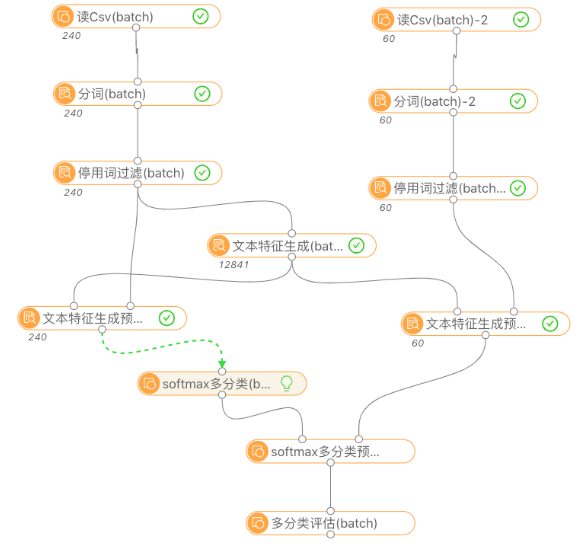 读Csv(batch)
240
读Csv(batch)-2
60
分词(batch)
240
分词(batch)-2
60
停用词过滤(batch)
240
停用词过滤(batch...
60
文本特征生成(bat...
12841
文本特征生成预...
240
文本特征生成预...
60
softmax多分类(b...
softmax多分类预...
多分类评估(batch)